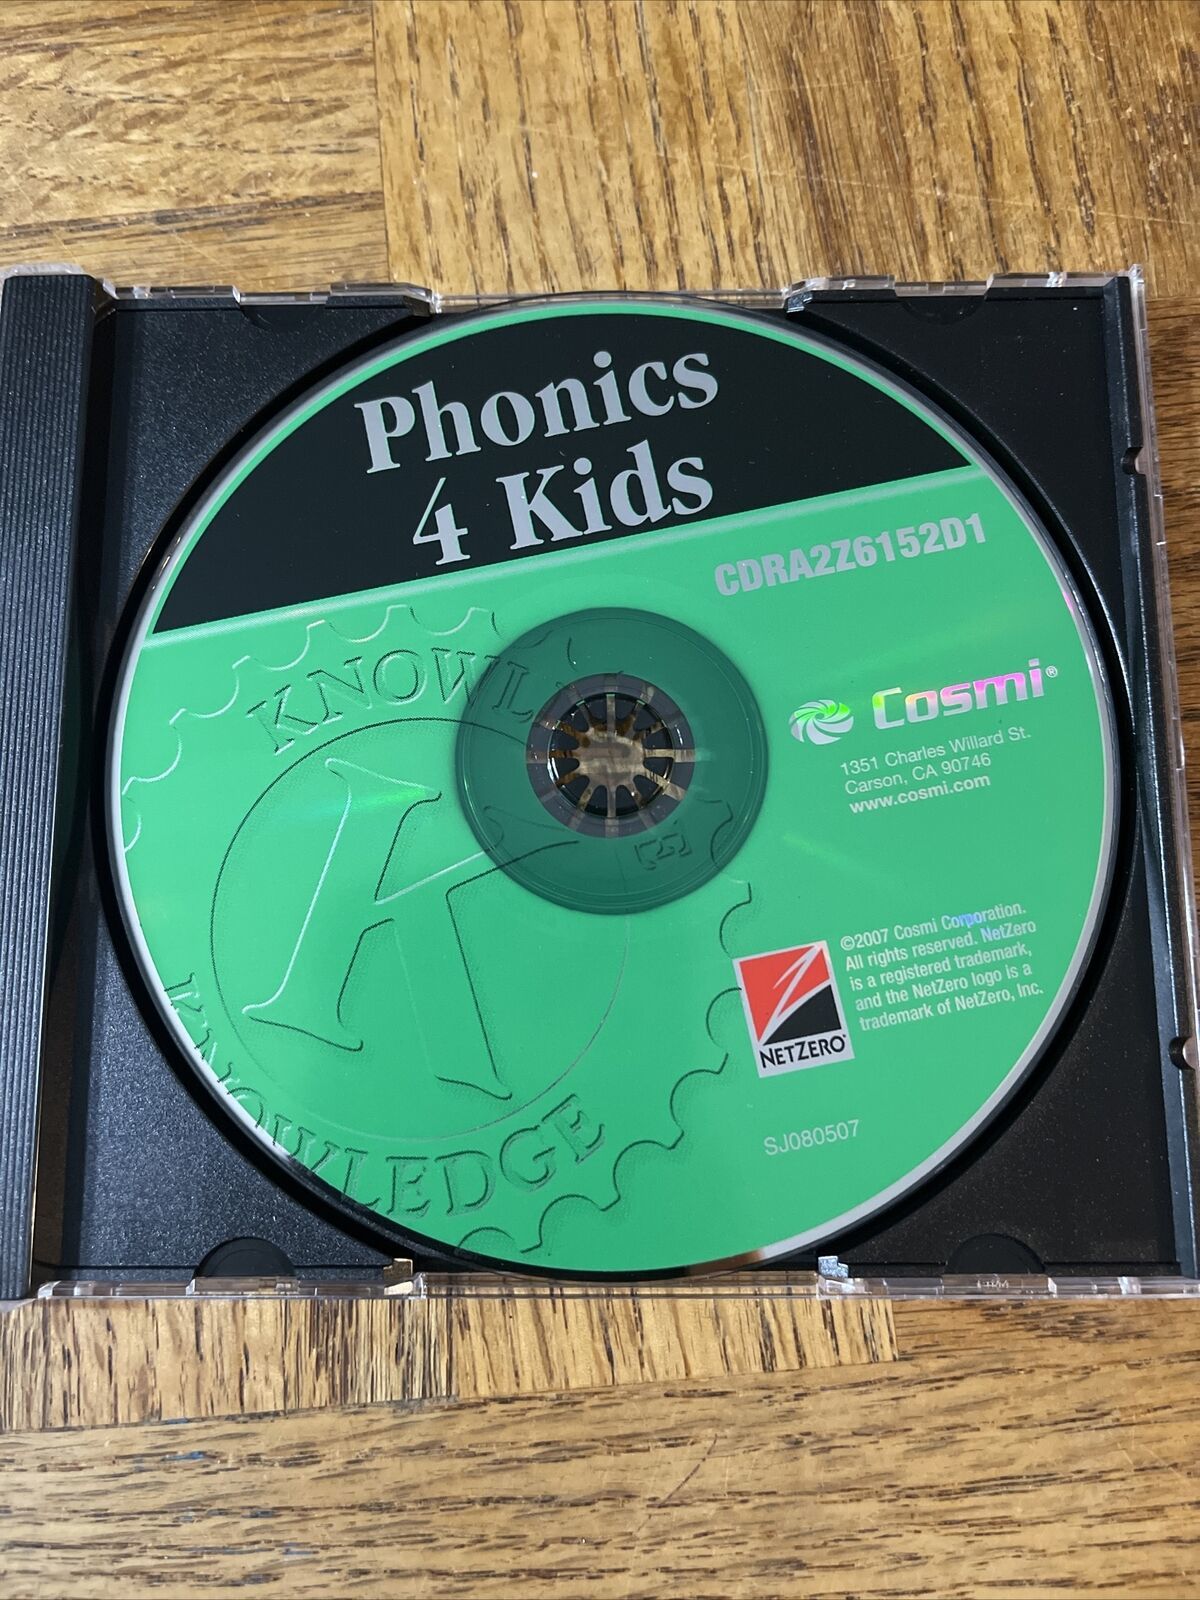 Phonics
4 Kids
CDRA2Z6152D1
Cosmi®
1351 Charles Willard St.
Carson, CA 90746
www.cosmi.com
KNOWL
E
A
KNOWLEDGE
©2007 Cosmi Corporation.
All rights reserved. NetZero
is a registered trademark,
and the NetZero logo is a
trademark of NetZero, Inc.
Z
NETZERO®
SJ080507